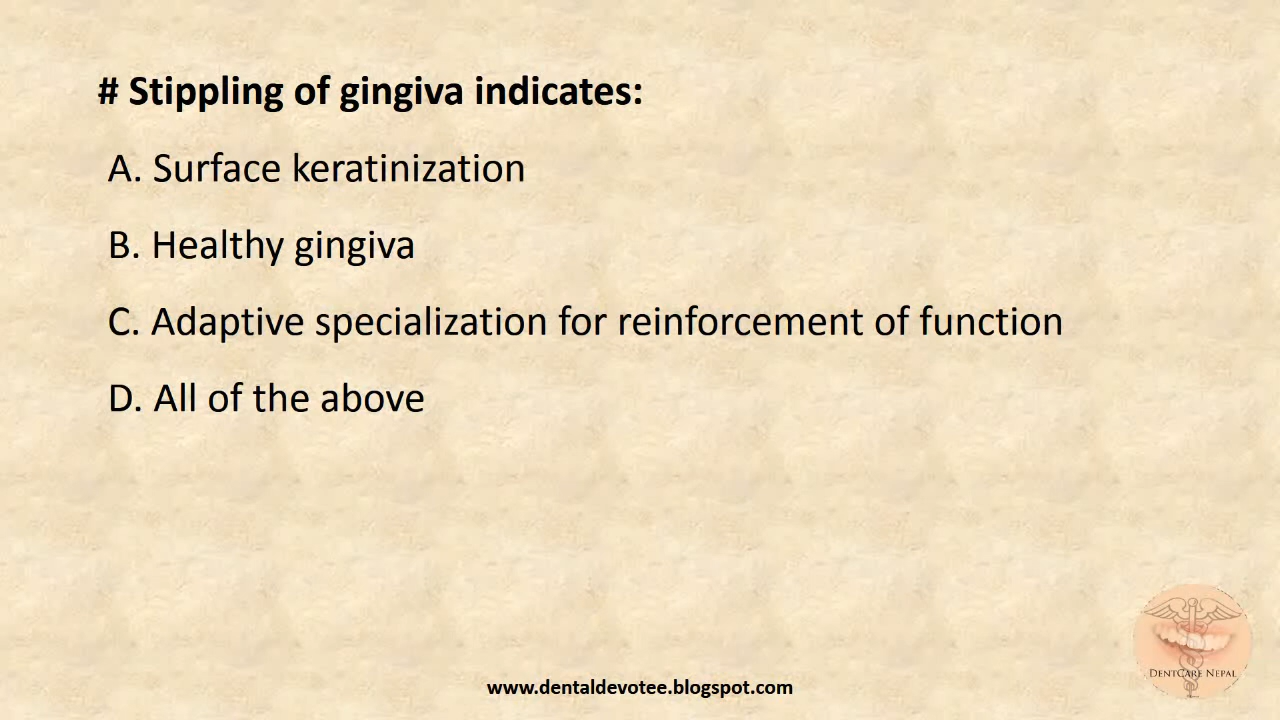 # Stippling of gingiva indicates:
A. Surface keratinization
B. Healthy gingiva
C. Adaptive specialization for reinforcement of function
D. All of the above
DENTCARE NEPAL
www.dentaldevotee.blogspot.com